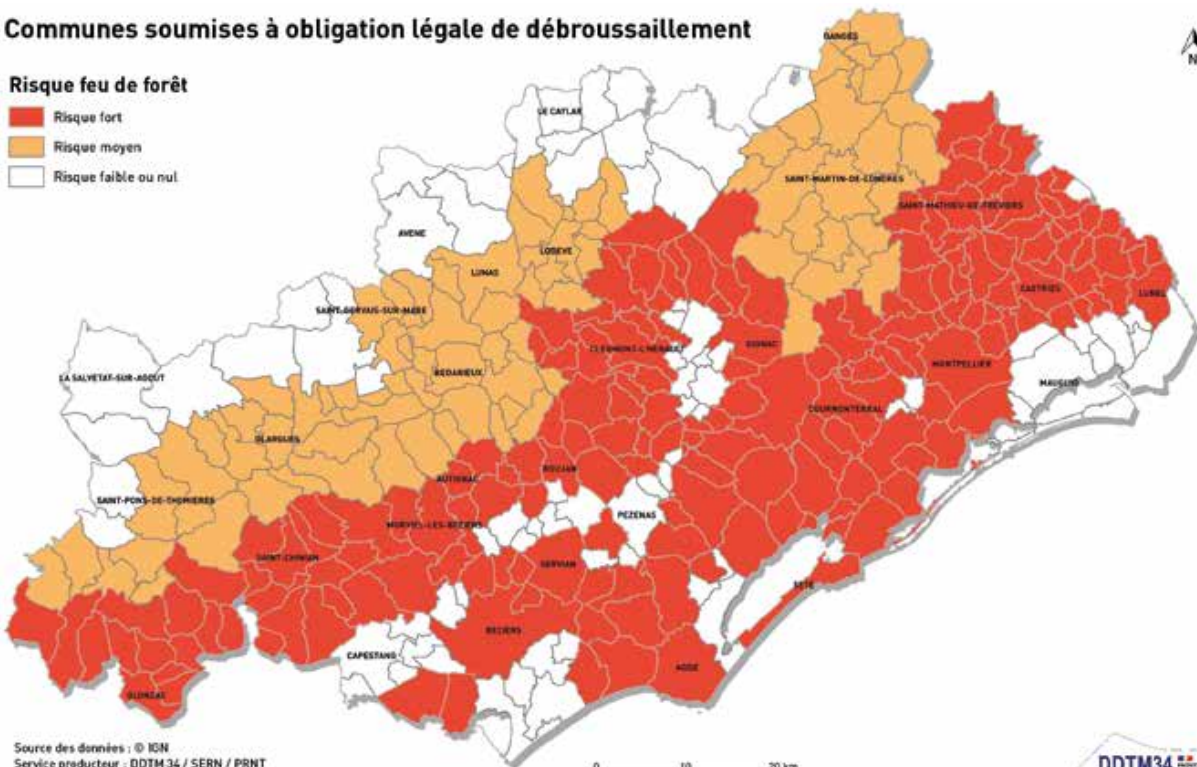 Communes soumises à obligation légale de débroussaillement
N
Risque feu de forêt
Risque fort
Risque moyen
Risque faible ou nul
GANGES
LE CAYLAR
SAINT-MARTIN-DE-LONDRES
SAINT-MATHIEU-DE-TREVIERS
AVENE
LODEVE
LUNAS
CASTRIES
LUNEL
SAINT-GERVAIS-SUR-MARE
CLERMONT-L'HERAULT
GIGNAC
MONTPELLIER
BEDARIEUX
LA SALVETAT-SUR-AGOUT
MAUGUIO
COURNONTERRAL
OLARGUES
ROUJAN
AUTIGNAC
SAINT-PONS-DE-THOMIERES
PEZENAS
MURVIEL-LES-BEZIERS
SAINT-CHINIAN
SERVIAN
SETE
BEZIERS
CAPESTANG
AGDE
OLONZAC
Source des données : © IGN
Service producteur : DDTM 34 / SERN / PRNT
0 10 20 km
DDTM34